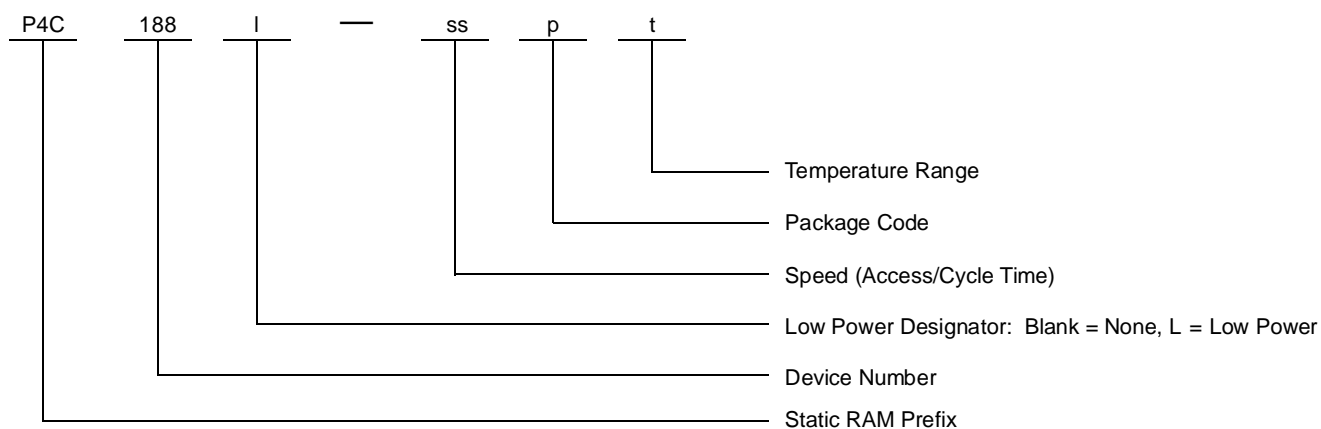 P4C 188 l — ss p t
Temperature Range
Package Code
Speed (Access/Cycle Time)
Low Power Designator: Blank = None, L = Low Power
Device Number
Static RAM Prefix